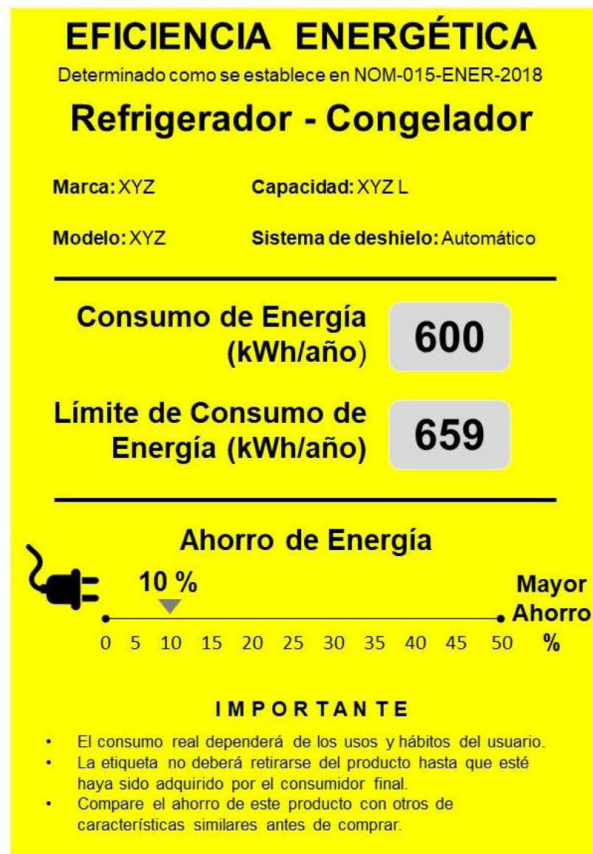 EFICIENCIA ENERGÉTICA
Determinado como se establece en NOM-015-ENER-2018
Refrigerador - Congelador
Marca: XYZ Capacidad: XYZ L
Modelo: XYZ Sistema de deshielo: Automático
Consumo de Energía
(kWh/año) 600
Límite de Consumo de
Energía (kWh/año) 659
Ahorro de Energía
10 %
Mayor
Ahorro
0 5 10 15 20 25 30 35 40 45 50 %
IMPORTANTE
• El consumo real dependerá de los usos y hábitos del usuario.
• La etiqueta no deberá retirarse del producto hasta que esté
haya sido adquirido por el consumidor final.
• Compare el ahorro de este producto con otros de
características similares antes de comprar.